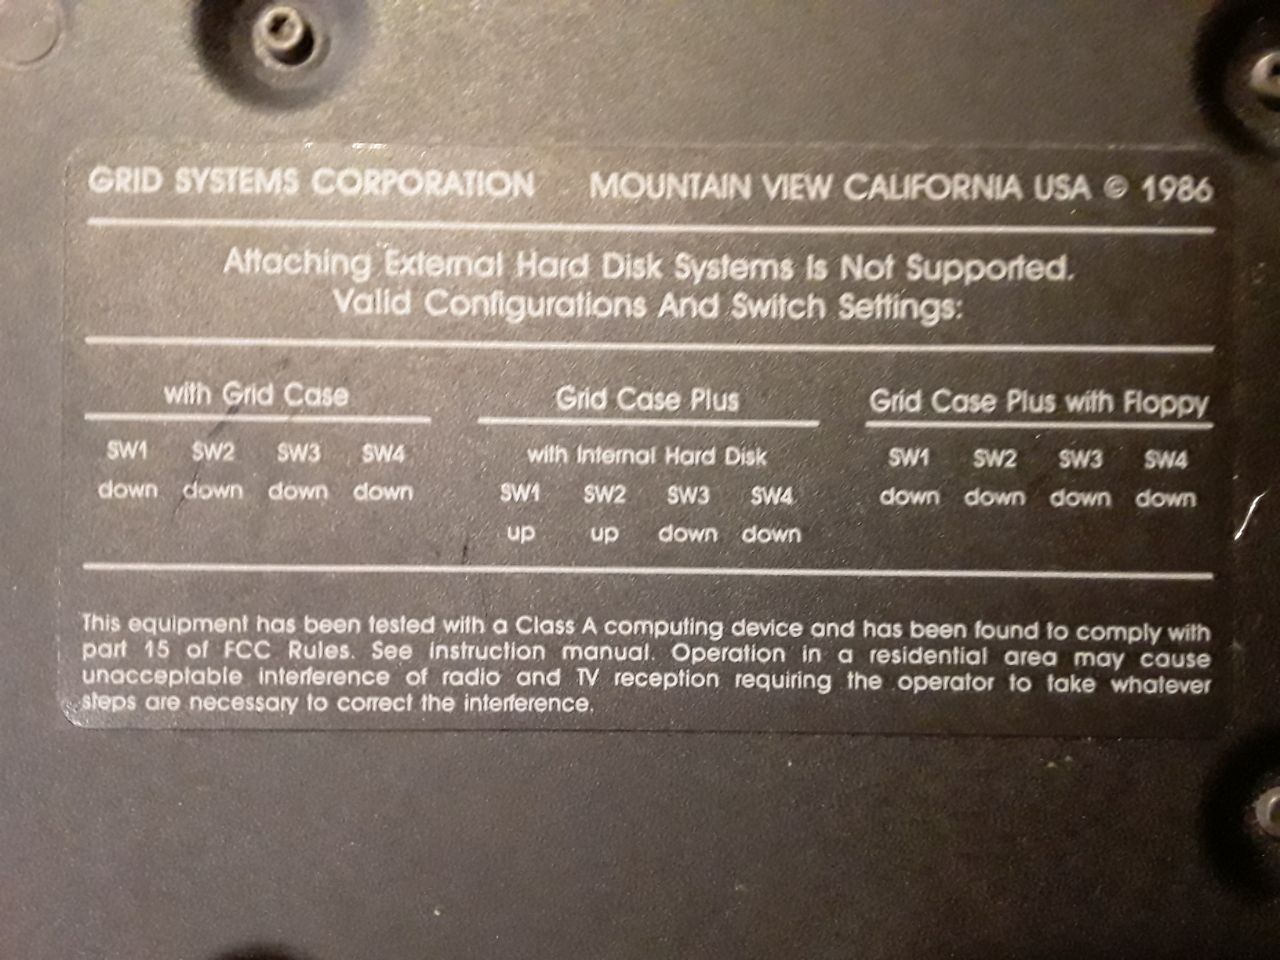 GRID SYSTEMS CORPORATION MOUNTAIN VIEW CALIFORNIA USA © 1986
Attaching External Hard Disk Systems Is Not Supported.
Valid Configurations And Switch Settings:
with Grid Case
SW1 SW2 SW3 SW4
down down down down
Grid Case Plus
with Internal Hard Disk
SW1 SW2 SW3 SW4
up up down down
Grid Case Plus with Floppy
SW1 SW2 SW3 SW4
down down down down
This equipment has been tested with a Class A computing device and has been found to comply with
part 15 of FCC Rules. See instruction manual. Operation in a residential area may cause
unacceptable interference of radio and TV reception requiring the operator to take whatever
steps are necessary to correct the interference.